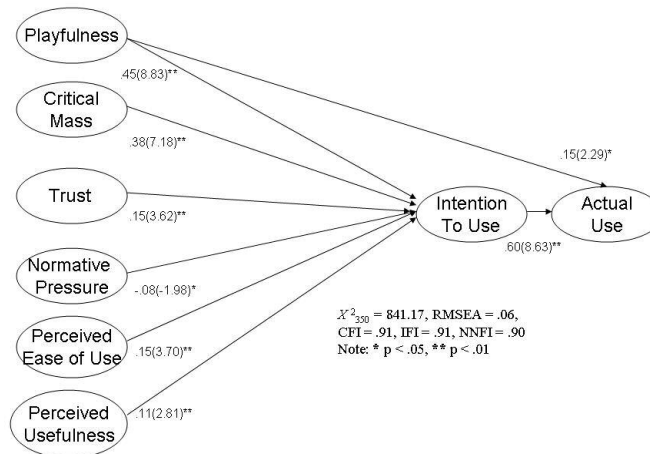 Playfulness
.45(8.83)**
Critical
Mass
.38(7.18)**
.15(2.29)*
Trust
.15(3.62)**
Intention
To Use
Actual
Use
.60(8.63)**
Normative
Pressure
-.08(-1.98)*
Perceived
Ease of Use
.15(3.70)**
Perceived
Usefulness
.11(2.81)**
X²₃₅₀ = 841.17, RMSEA = .06,
CFI = .91, IFI = .91, NNFI = .90
Note: * p < .05, ** p < .01